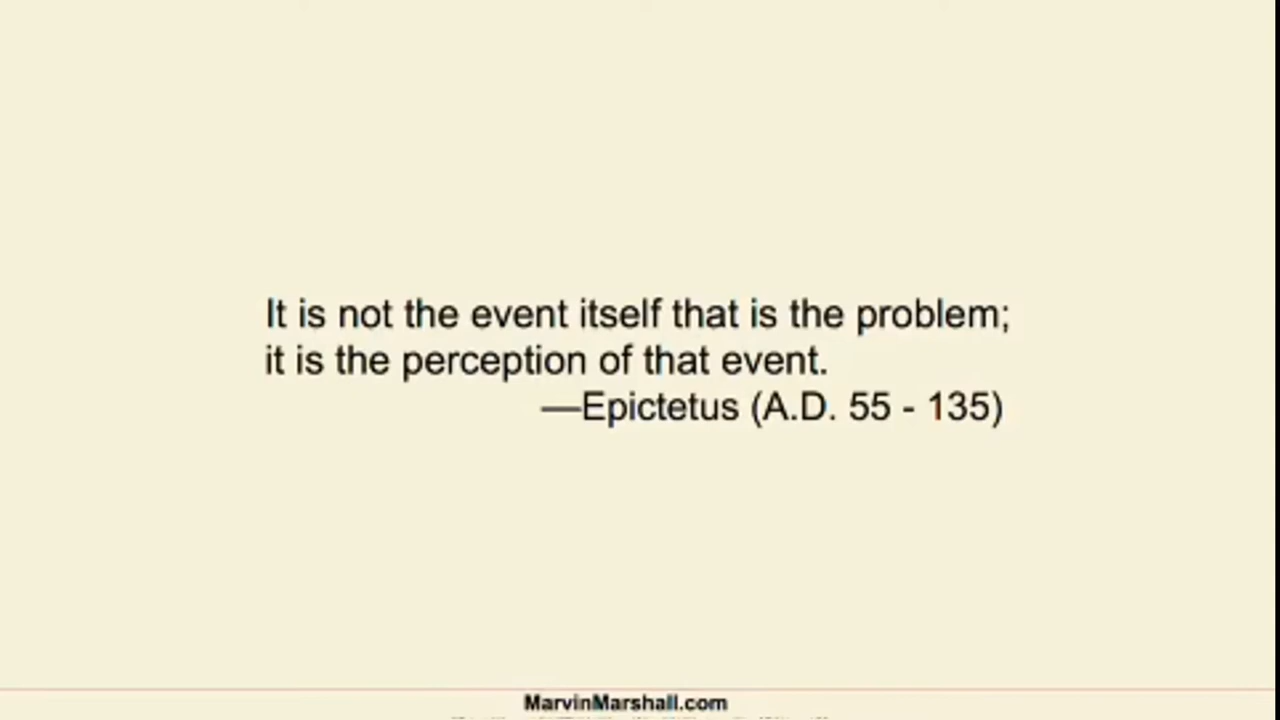 It is not the event itself that is the problem;
it is the perception of that event.
—Epictetus (A.D. 55 - 135)
MarvinMarshall.com